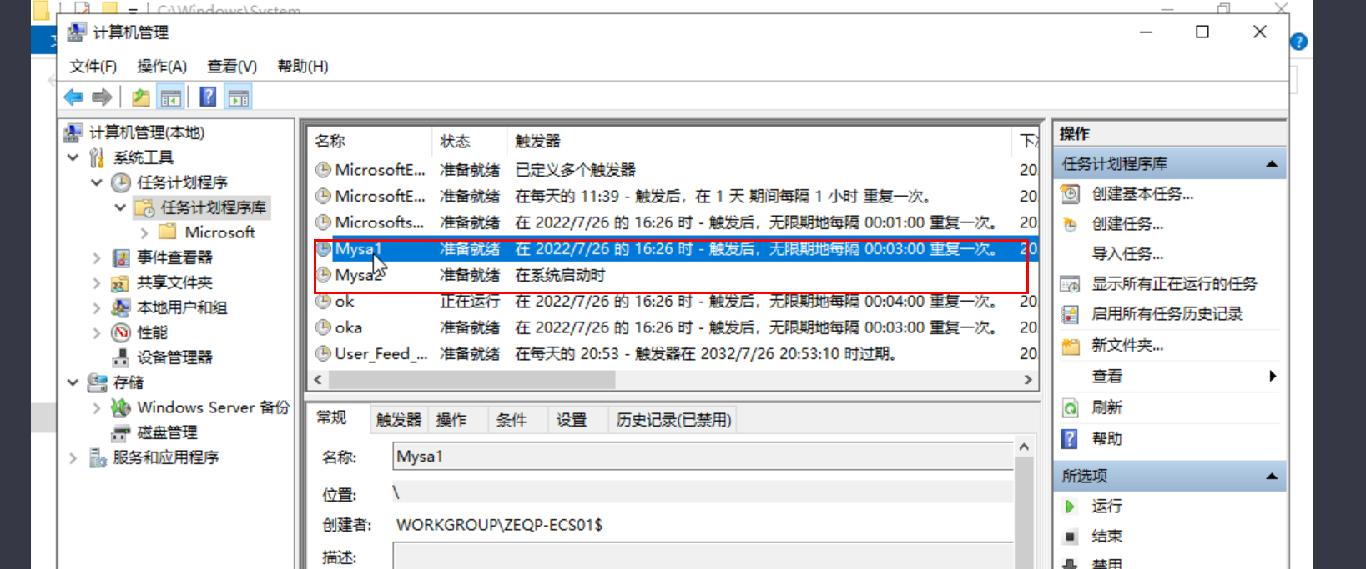 C:\Windows\System
计算机管理
文件(F) 操作(A) 查看(V) 帮助(H)
计算机管理(本地)
系统工具
任务计划程序
任务计划程序库
Microsoft
事件查看器
共享文件夹
本地用户和组
性能
设备管理器
存储
Windows Server 备份
磁盘管理
服务和应用程序
名称 状态 触发器
MicrosoftE... 准备就绪 已定义多个触发器 20
MicrosoftE... 准备就绪 在每天的 11:39 - 触发后，在 1 天 期间每隔 1 小时 重复一次。 20
Microsofts... 准备就绪 在 2022/7/26 的 16:26 时 - 触发后，无限期地每隔 00:01:00 重复一次。 20
Mysa1 准备就绪 在 2022/7/26 的 16:26 时 - 触发后，无限期地每隔 00:03:00 重复一次。 20
Mysa2 准备就绪 在系统启动时
ok 正在运行 在 2022/7/26 的 16:26 时 - 触发后，无限期地每隔 00:04:00 重复一次。 20
oka 准备就绪 在 2022/7/26 的 16:26 时 - 触发后，无限期地每隔 00:03:00 重复一次。 20
User_Feed_... 准备就绪 在每天的 20:53 - 触发器在 2032/7/26 20:53:10 时过期。 20
常规 触发器 操作 条件 设置 历史记录(已禁用)
名称: Mysa1
位置: \
创建者: WORKGROUP\ZEQP-ECS01$
描述:
操作
任务计划程序库
创建基本任务...
创建任务...
导入任务...
显示所有正在运行的任务
启用所有任务历史记录
新文件夹...
查看
刷新
帮助
所选项
运行
结束
禁用